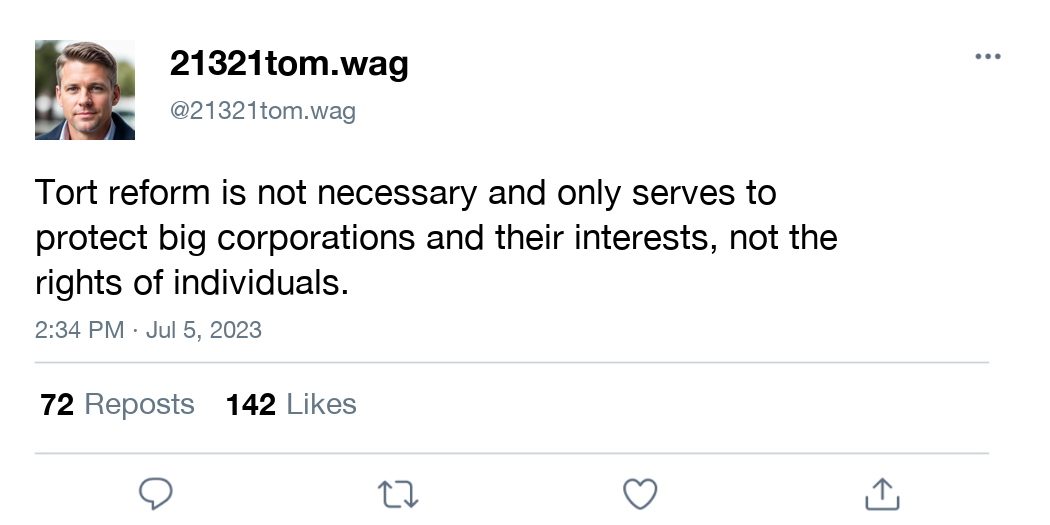 21321tom.wag
@21321tom.wag
Tort reform is not necessary and only serves to
protect big corporations and their interests, not the
rights of individuals.
2:34 PM · Jul 5, 2023
72 Reposts 142 Likes